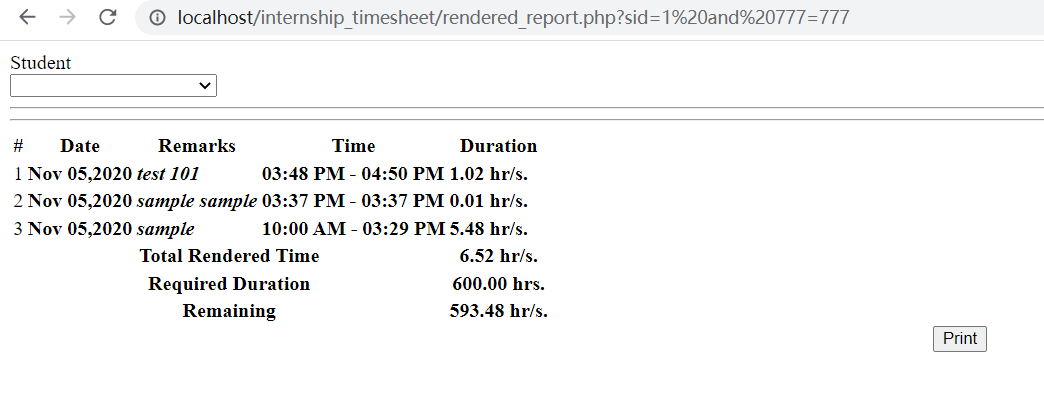 localhost/internship_timesheet/rendered_report.php?sid=1%20and%20777=777
Student
# Date Remarks Time Duration
1 Nov 05,2020 test 101 03:48 PM - 04:50 PM 1.02 hr/s.
2 Nov 05,2020 sample sample 03:37 PM - 03:37 PM 0.01 hr/s.
3 Nov 05,2020 sample 10:00 AM - 03:29 PM 5.48 hr/s.
Total Rendered Time 6.52 hr/s.
Required Duration 600.00 hrs.
Remaining 593.48 hr/s.
Print